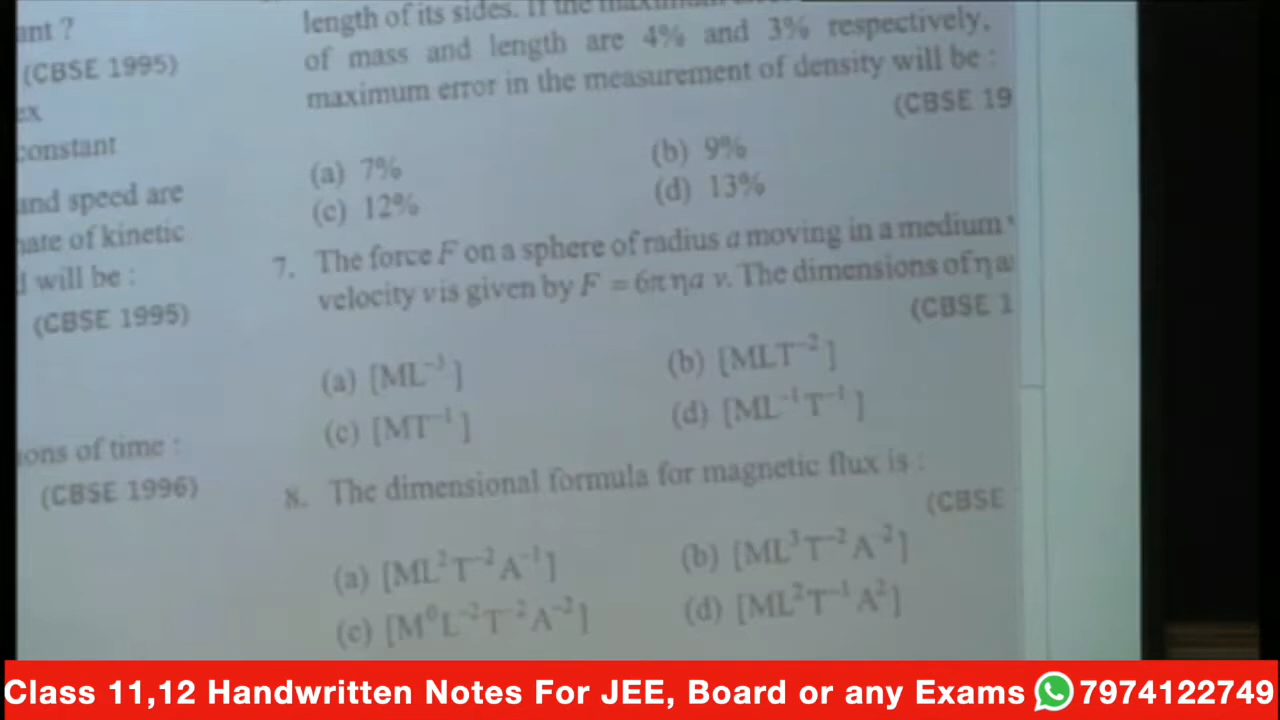 ant ?
(CBSE 1995)
ex
constant
and speed are
nate of kinetic
d will be :
(CBSE 1995)
ions of time :
(CBSE 1996)
length of its sides. If the
of mass and length are 4% and 3% respectively,
maximum error in the measurement of density will be :
(CBSE 19
(a) 7%
(b) 9%
(c) 12%
(d) 13%
7. The force F on a sphere of radius a moving in a medium
velocity v is given by F = 6π ηa v. The dimensions of η
(CBSE 1
(a) [ML⁻³]
(b) [MLT⁻²]
(c) [MT⁻¹]
(d) [ML⁻¹T⁻¹]
8. The dimensional formula for magnetic flux is :
(CBSE
(a) [ML²T⁻²A⁻¹]
(b) [ML³T⁻²A⁻²]
(c) [M⁰L⁻²T⁻²A⁻²]
(d) [ML²T⁻¹A²]
Class 11,12 Handwritten Notes For JEE, Board or any Exams 7974122749